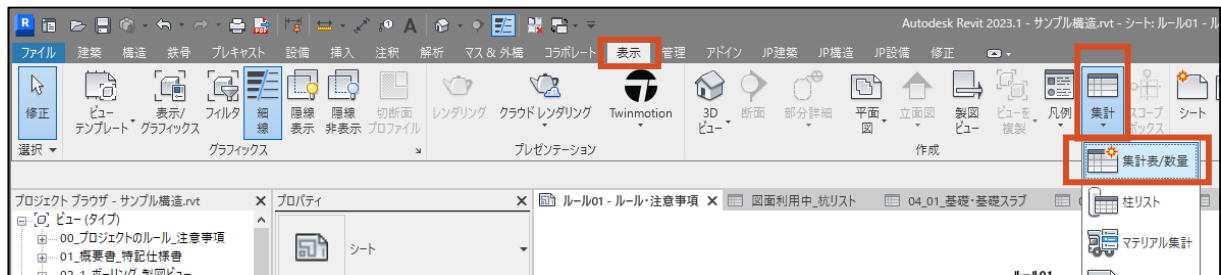 Autodesk Revit 2023.1 - サンプル構造.rvt - シート: ルール01 - ル
ファイル 建築 構造 鉄骨 プレキャスト 設備 挿入 注釈 解析 マス & 外構 コラボレート 表示 管理 アドイン JP建築 JP構造 JP設備 修正
修正 ビュー テンプレート 表示/ グラフィックス フィルタ 細線 隠線 表示 隠線 非表示 切断面 プロファイル レンダリング クラウド レンダリング Twinmotion 3D ビュー 断面 部分詳細 平面図 立面図 製図 ビュー ビューを 複製 凡例 集計 スコープ ボックス シート
選択 グラフィックス プレゼンテーション 作成
集計表/数量
プロジェクト ブラウザ - サンプル構造.rvt プロパティ ルール01 - ルール・注意事項 図面利用中_杭リスト 04_01_基礎・基礎スラブ
柱リスト
ビュー (タイプ)
00_プロジェクトのルール_注意事項
シート
マテリアル集計
01_概要書_特記仕様書